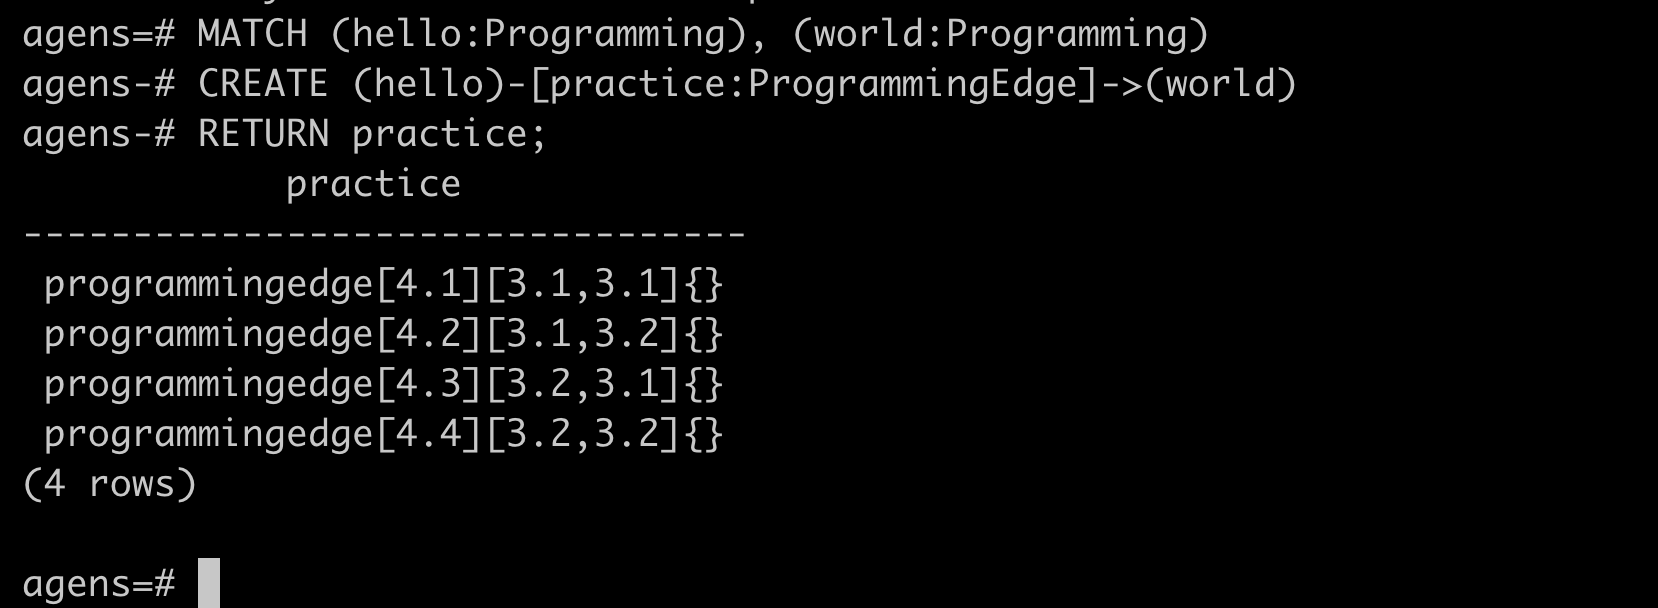 agens=# MATCH (hello:Programming), (world:Programming)
agens-# CREATE (hello)-[practice:ProgrammingEdge]->(world)
agens-# RETURN practice;
            practice
---------------------------------
 programmingedge[4.1][3.1,3.1]{}
 programmingedge[4.2][3.1,3.2]{}
 programmingedge[4.3][3.2,3.1]{}
 programmingedge[4.4][3.2,3.2]{}
(4 rows)

agens=#